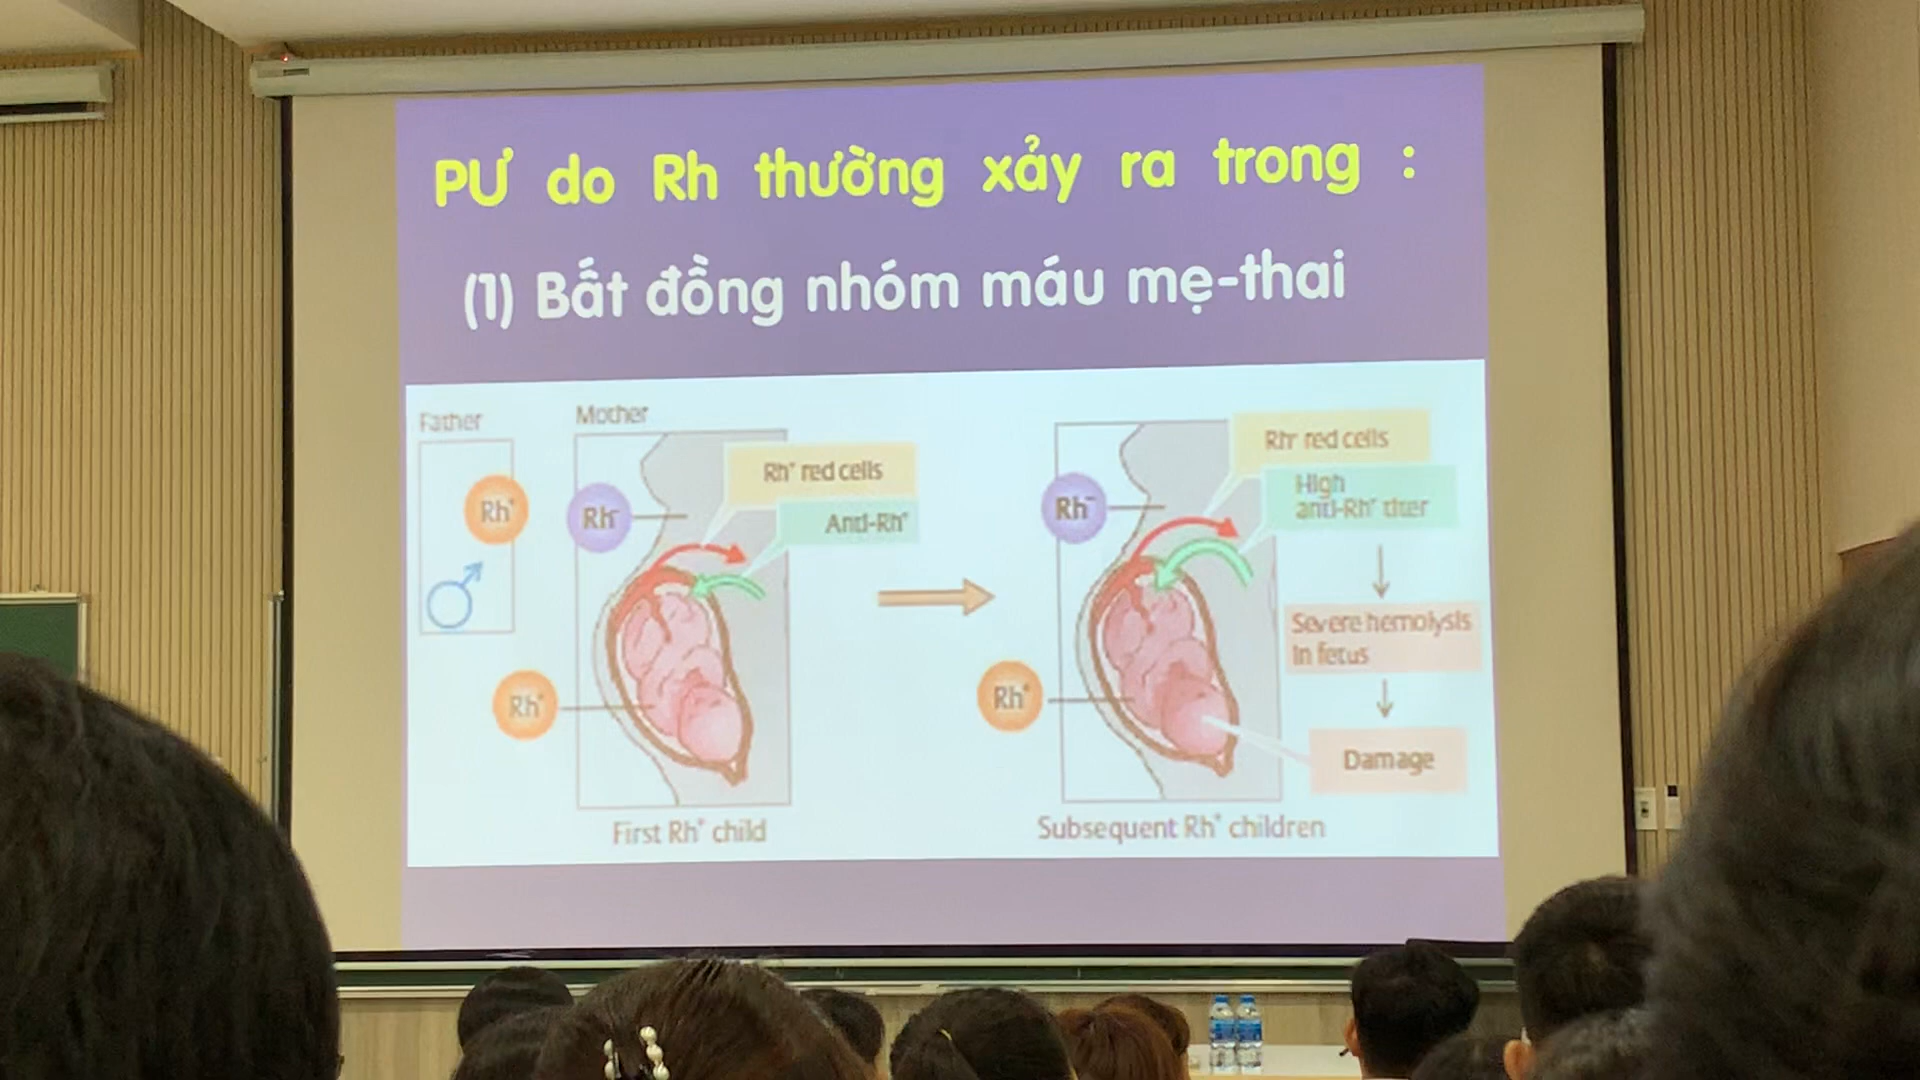 PƯ do Rh thường xảy ra trong :
(1) Bất đồng nhóm máu mẹ-thai
Father
Mother
Rh⁺
Rh⁻
Rh⁺ red cells
Anti-Rh⁺
Rh⁺
First Rh⁺ child
Rh⁻
Rh⁺ red cells
High
anti-Rh⁺ titer
Rh⁺
Severe hemolysis
in fetus
Damage
Subsequent Rh⁺ children